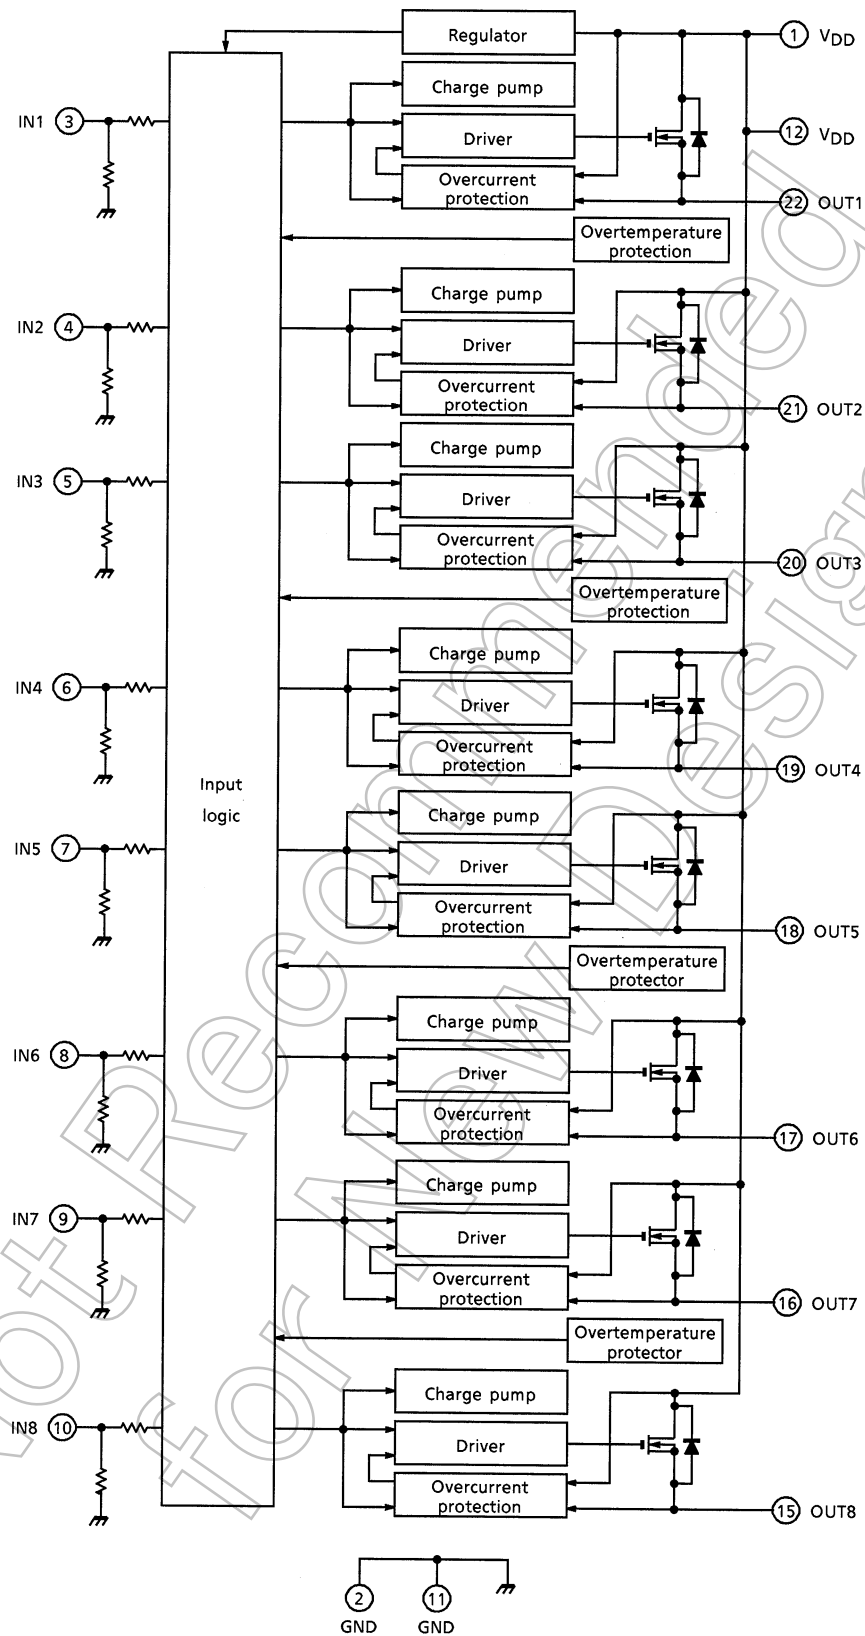 Regulator
1 VDD
Charge pump
IN1 3
Driver
12 VDD
Overcurrent
protection
22 OUT1
Overtemperature
protection
Charge pump
IN2 4
Driver
Overcurrent
protection
21 OUT2
Charge pump
IN3 5
Driver
Overcurrent
protection
20 OUT3
Overtemperature
protection
Charge pump
IN4 6
Driver
Overcurrent
protection
19 OUT4
Input
logic
Charge pump
IN5 7
Driver
Overcurrent
protection
18 OUT5
Overtemperature
protector
Charge pump
IN6 8
Driver
Overcurrent
protection
17 OUT6
Charge pump
IN7 9
Driver
Overcurrent
protection
16 OUT7
Overtemperature
protector
Charge pump
IN8 10
Driver
Overcurrent
protection
15 OUT8
2 11
GND GND
Not Recommended
for New Design